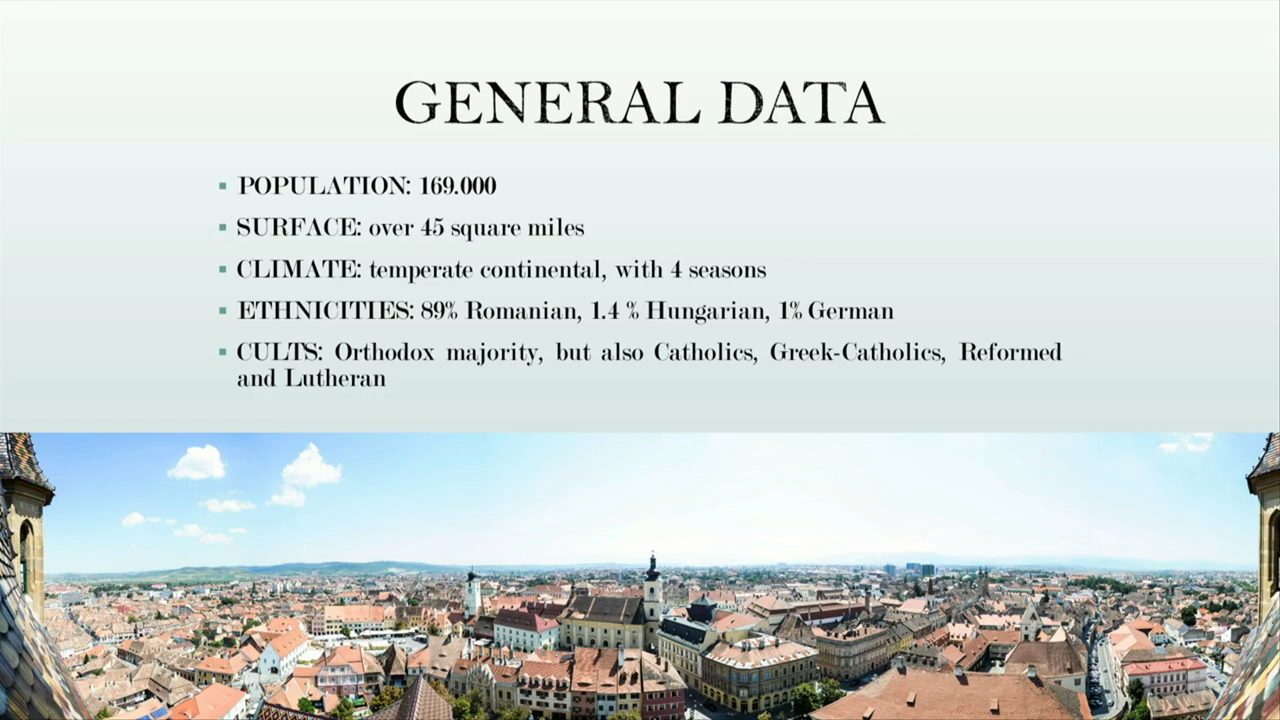 GENERAL DATA
▪ POPULATION: 169.000
▪ SURFACE: over 45 square miles
▪ CLIMATE: temperate continental, with 4 seasons
▪ ETHNICITIES: 89% Romanian, 1.4 % Hungarian, 1% German
▪ CULTS: Orthodox majority, but also Catholics, Greek-Catholics, Reformed
and Lutheran